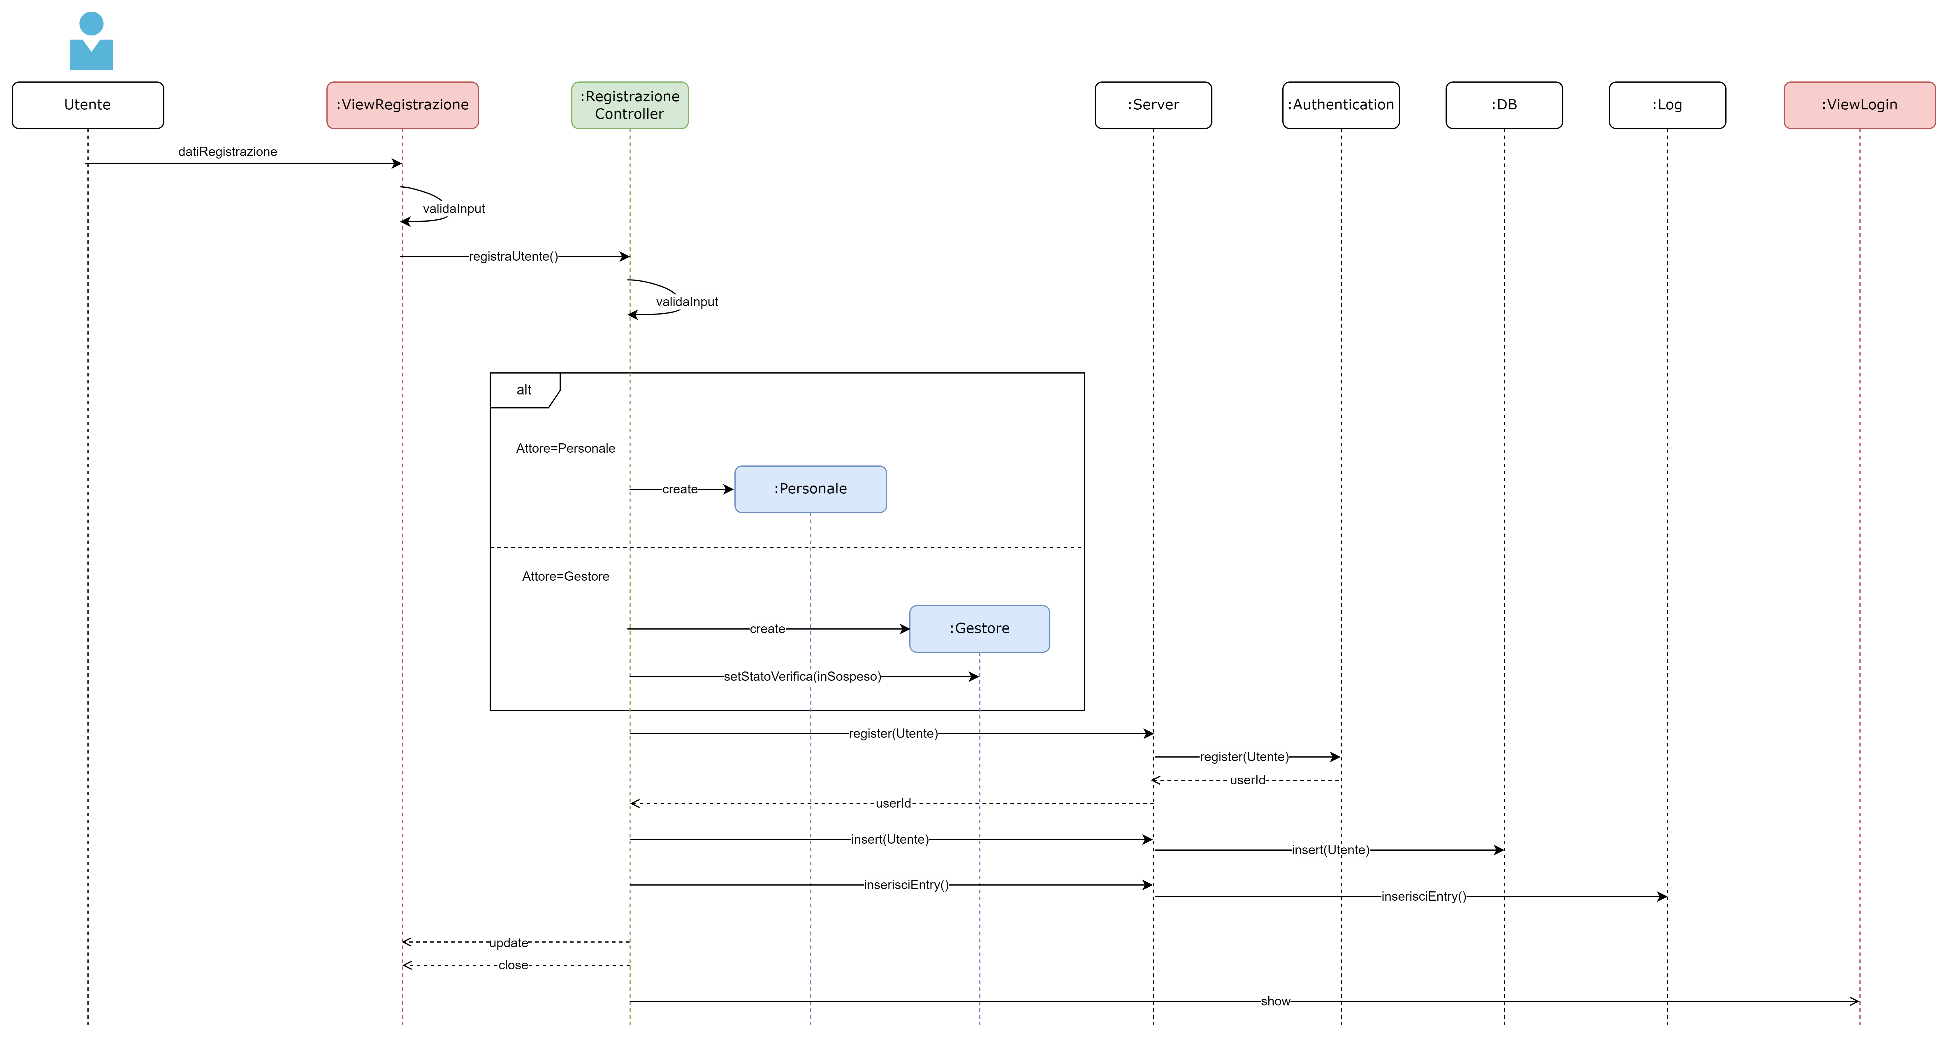 Utente
:ViewRegistrazione
:Registrazione
Controller
:Server
:Authentication
:DB
:Log
:ViewLogin
datiRegistrazione
validaInput
registraUtente()
validaInput
alt
Attore=Personale
create
:Personale
Attore=Gestore
create
:Gestore
setStatoVerifica(inSospeso)
register(Utente)
register(Utente)
userId
userId
insert(Utente)
insert(Utente)
inserisciEntry()
inserisciEntry()
update
close
show